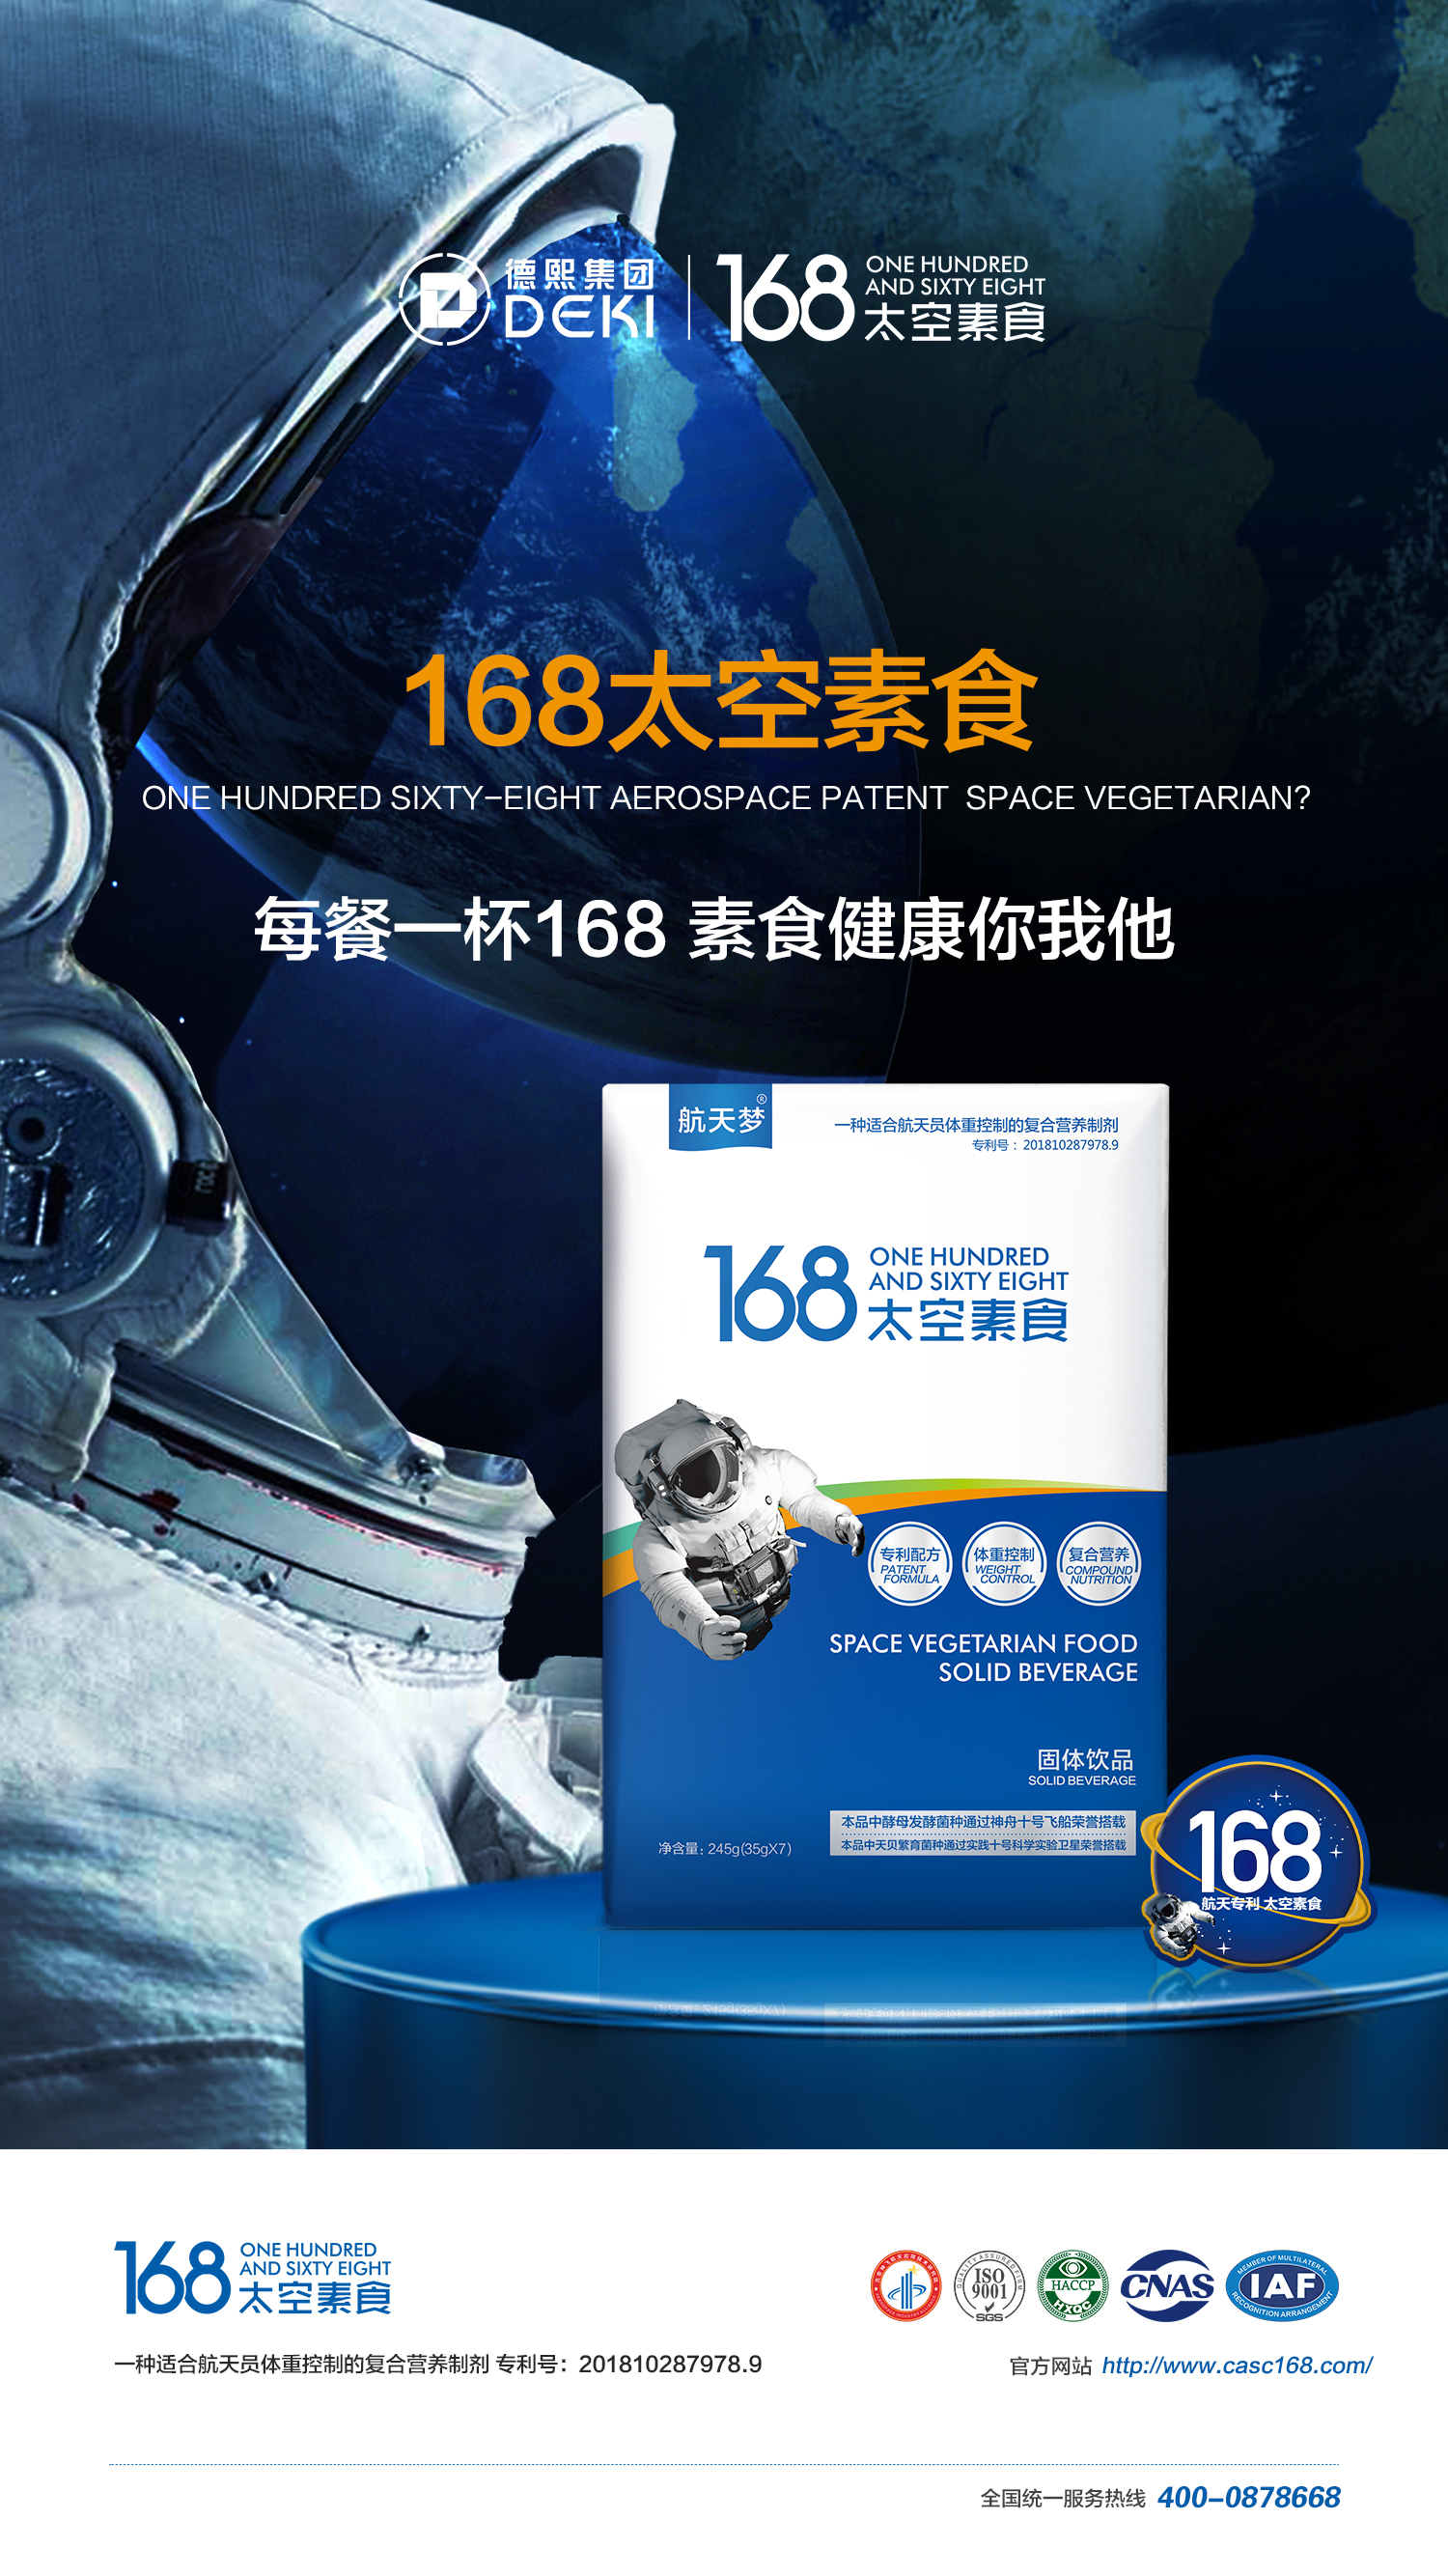 德熙集团
DEKI
168
ONE HUNDRED
AND SIXTY EIGHT
太空素食
168太空素食
ONE HUNDRED SIXTY-EIGHT AEROSPACE PATENT SPACE VEGETARIAN?
每餐一杯168 素食健康你我他
航天梦®
一种适合航天员体重控制的复合营养制剂
专利号：201810287978.9
168
ONE HUNDRED
AND SIXTY EIGHT
太空素食
专利配方
PATENT
FORMULA
体重控制
WEIGHT
CONTROL
复合营养
COMPOUND
NUTRITION
SPACE VEGETARIAN FOOD
SOLID BEVERAGE
固体饮品
SOLID BEVERAGE
本品中酵母发酵菌种通过神舟十号飞船荣誉搭载
本品中天贝繁育菌种通过实践十号科学实验卫星荣誉搭载
净含量：245g(35gX7)
168
航天专利 太空素食
168
ONE HUNDRED
AND SIXTY EIGHT
太空素食
QUALITY ASSURED FIRM
ISO
9001
SGS
HACCP
HXQC
CNAS
MEMBER OF MULTILATERAL
IAF
RECOGNITION ARRANGEMENT
一种适合航天员体重控制的复合营养制剂 专利号：201810287978.9
官方网站 http://www.casc168.com/
全国统一服务热线 400-0878668